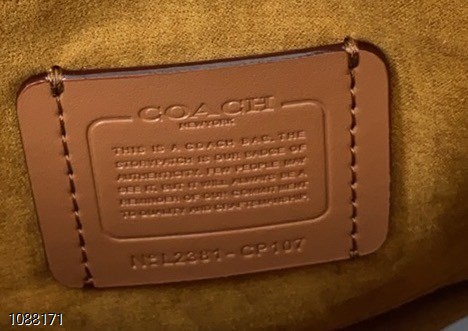 COACH
NEW YORK
THIS IS A COACH BAG. THE
STORYPATCH IS OUR BADGE OF
AUTHENTICITY. FEW PEOPLE MAY
SEE IT, BUT IT WILL ALWAYS BE A
REMINDER OF OUR COMMITMENT
TO QUALITY AND CRAFTSMANSHIP.
Nº L2381-CP107
1088171